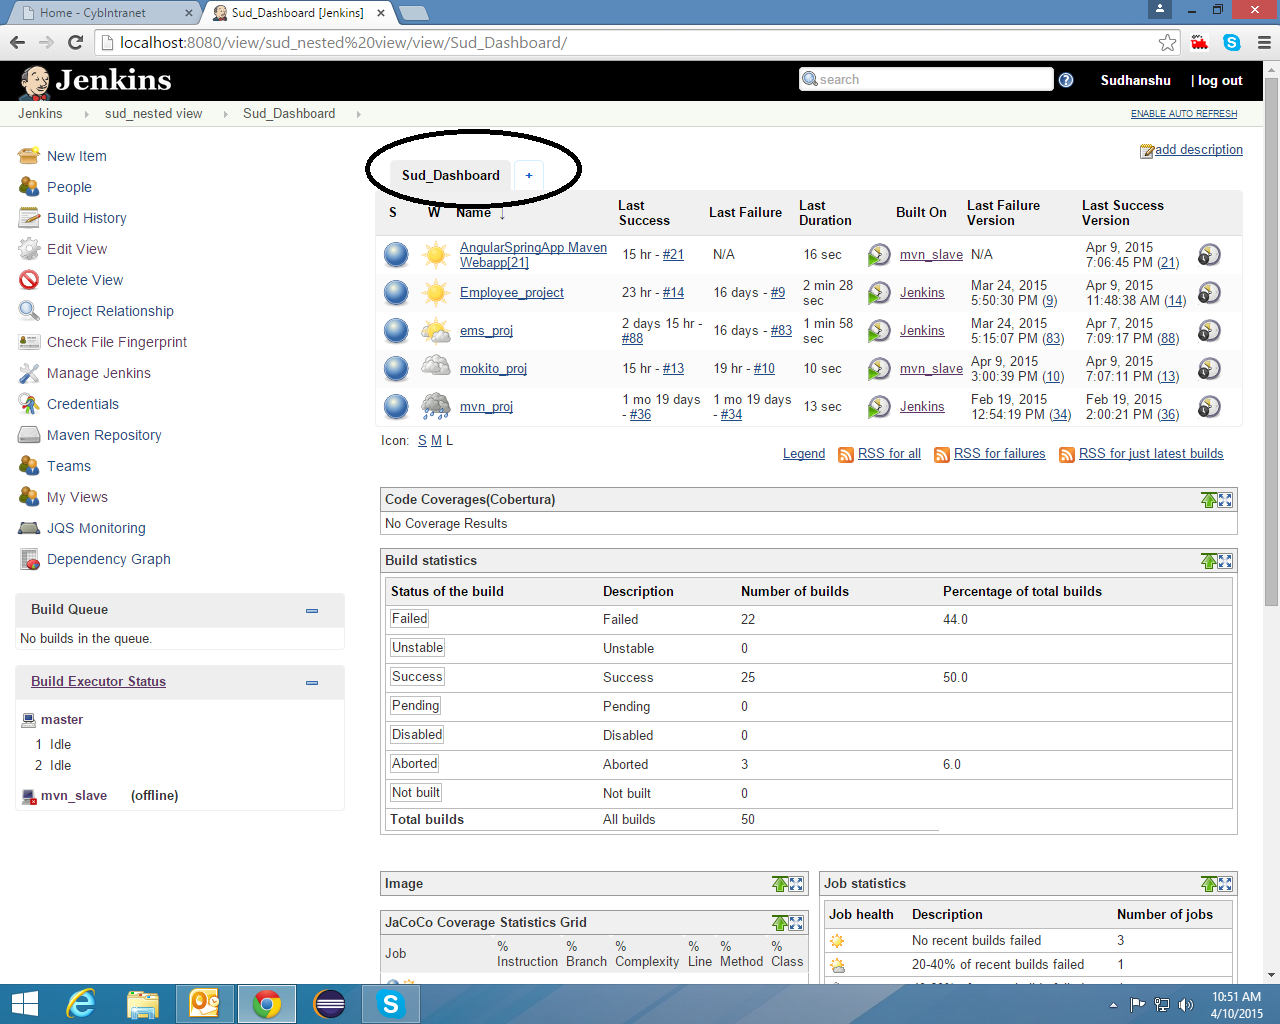 Home - CybIntranet
Sud_Dashboard [Jenkins]
localhost:8080/view/sud_nested%20view/view/Sud_Dashboard/
Jenkins
search
Sudhanshu
| log out
Jenkins
sud_nested view
Sud_Dashboard
ENABLE AUTO REFRESH
New Item
People
Build History
Edit View
Delete View
Project Relationship
Check File Fingerprint
Manage Jenkins
Credentials
Maven Repository
Teams
My Views
JQS Monitoring
Dependency Graph
Build Queue
No builds in the queue.
Build Executor Status
master
1 Idle
2 Idle
mvn_slave (offline)
add description
Sud_Dashboard +
S W Name ↓ Last Success Last Failure Last Duration Built On Last Failure Version Last Success Version
AngularSpringApp Maven Webapp[21] 15 hr - #21 N/A 16 sec mvn_slave N/A Apr 9, 2015 7:06:45 PM (21)
Employee_project 23 hr - #14 16 days - #9 2 min 28 sec Jenkins Mar 24, 2015 5:50:30 PM (9) Apr 9, 2015 11:48:38 AM (14)
ems_proj 2 days 15 hr - #88 16 days - #83 1 min 58 sec Jenkins Mar 24, 2015 5:15:07 PM (83) Apr 7, 2015 7:09:17 PM (88)
mokito_proj 15 hr - #13 19 hr - #10 10 sec mvn_slave Apr 9, 2015 3:00:39 PM (10) Apr 9, 2015 7:07:11 PM (13)
mvn_proj 1 mo 19 days - #36 1 mo 19 days - #34 13 sec Jenkins Feb 19, 2015 12:54:19 PM (34) Feb 19, 2015 2:00:21 PM (36)
Icon: S M L
Legend RSS for all RSS for failures RSS for just latest builds
Code Coverages(Cobertura)
No Coverage Results
Build statistics
Status of the build Description Number of builds Percentage of total builds
Failed Failed 22 44.0
Unstable Unstable 0
Success Success 25 50.0
Pending Pending 0
Disabled Disabled 0
Aborted Aborted 3 6.0
Not built Not built 0
Total builds All builds 50
Image
JaCoCo Coverage Statistics Grid
Job % Instruction % Branch % Complexity % Line % Method % Class
Job statistics
Job health Description Number of jobs
No recent builds failed 3
20-40% of recent builds failed 1
10:51 AM
4/10/2015